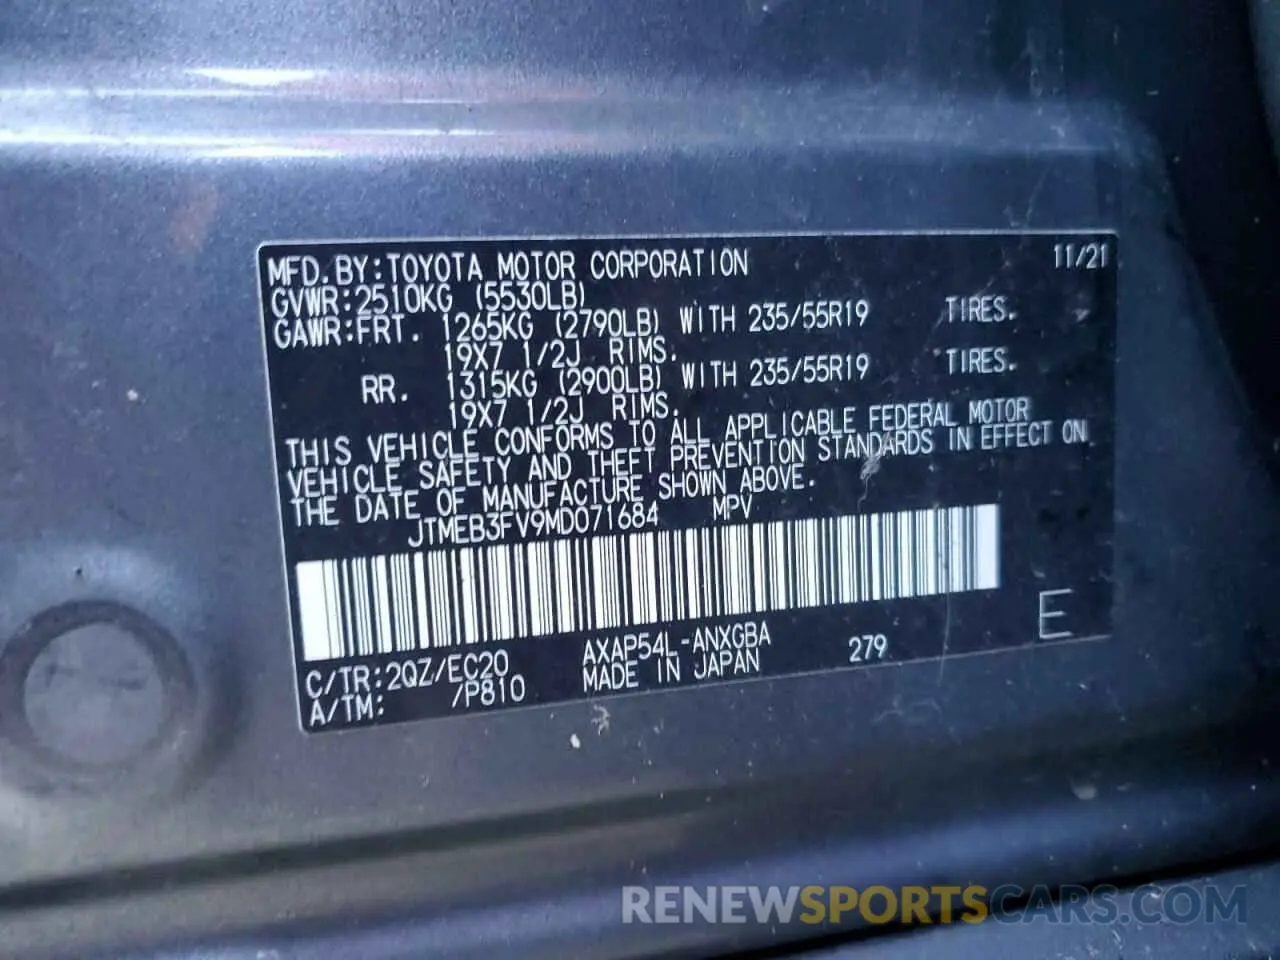 MFD.BY:TOYOTA MOTOR CORPORATION 11/21
GVWR:2510KG (5530LB)
GAWR:FRT. 1265KG (2790LB) WITH 235/55R19 TIRES.
19X7 1/2J RIMS.
RR. 1315KG (2900LB) WITH 235/55R19 TIRES.
19X7 1/2J RIMS.
THIS VEHICLE CONFORMS TO ALL APPLICABLE FEDERAL MOTOR
VEHICLE SAFETY AND THEFT PREVENTION STANDARDS IN EFFECT ON
THE DATE OF MANUFACTURE SHOWN ABOVE.
JTMEB3FV9MD071684 MPV
E
C/TR:2QZ/EC20 AXAP54L-ANXGBA 279
A/TM: /P810 MADE IN JAPAN
RENEWSPORTSCARS.COM